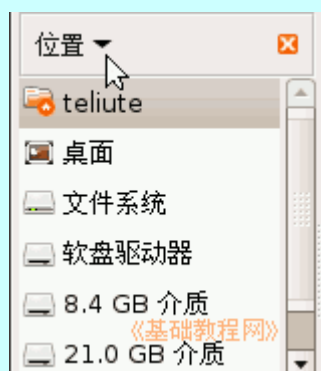 位置
teliute
桌面
文件系统
软盘驱动器
8.4 GB 介质
《基础教程网》
21.0 GB 介质